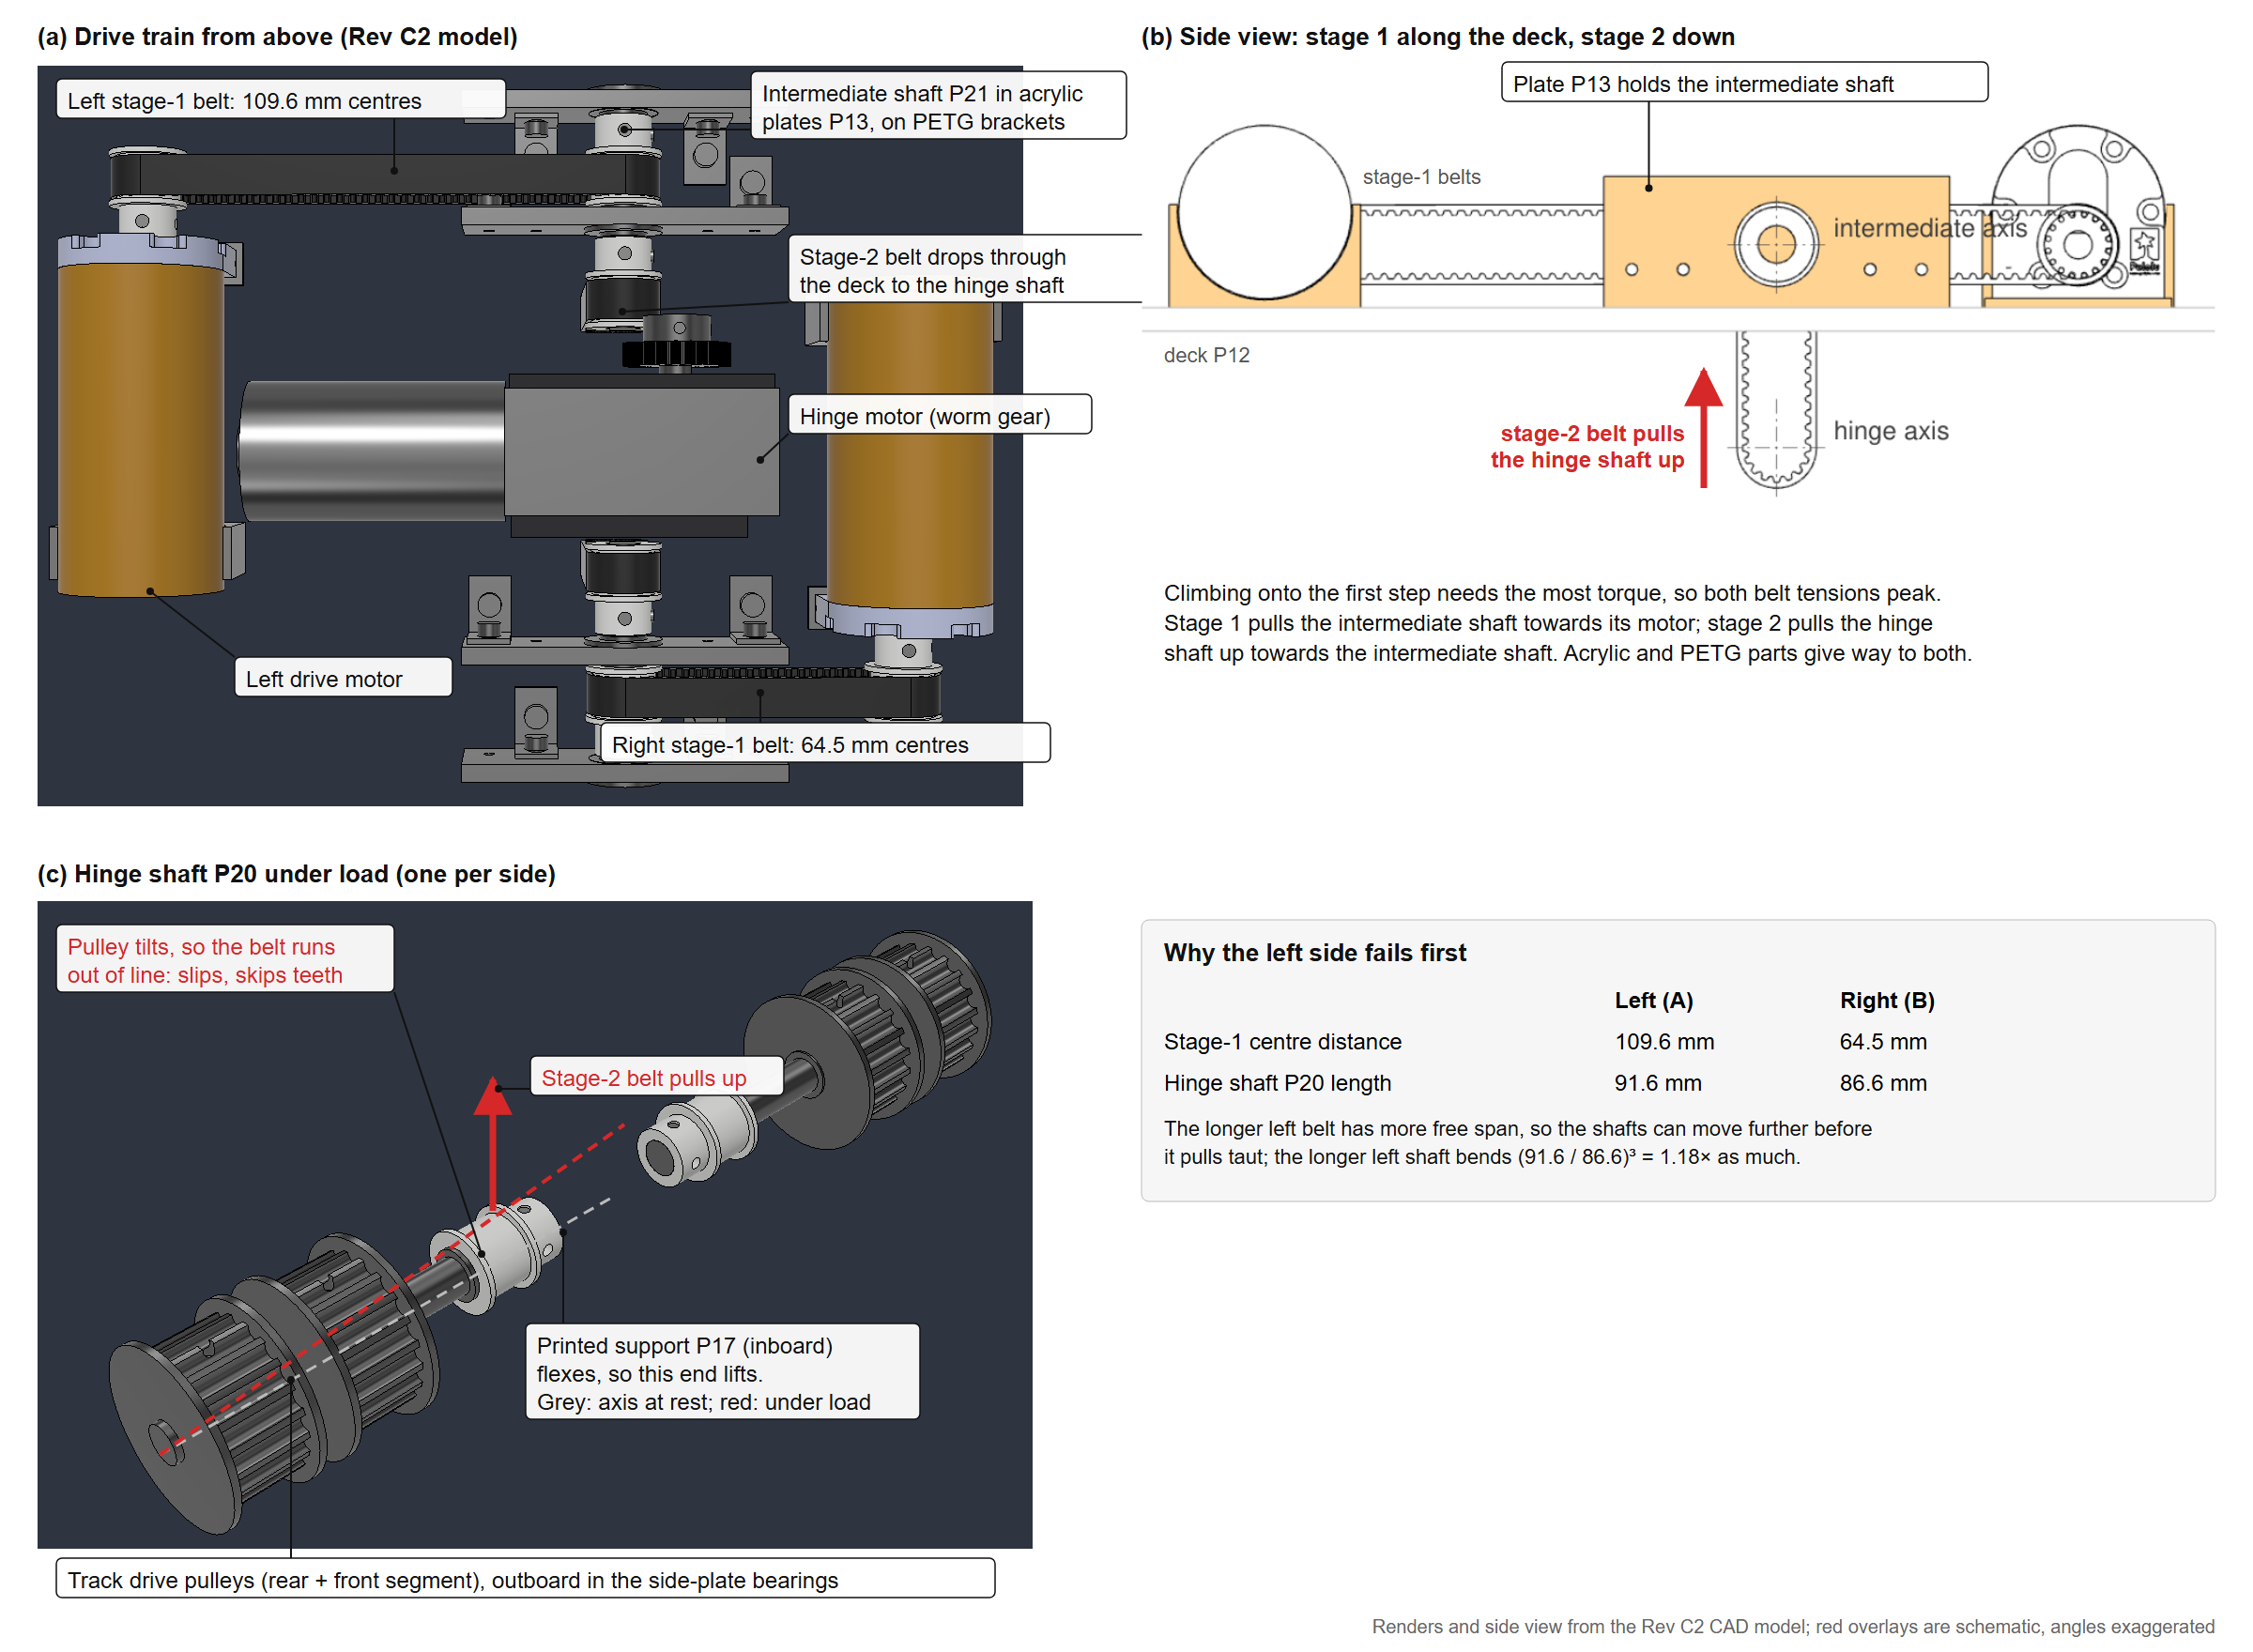 (a) Drive train from above (Rev C2 model)
Left stage-1 belt: 109.6 mm centres
Intermediate shaft P21 in acrylic
plates P13, on PETG brackets
Stage-2 belt drops through
the deck to the hinge shaft
Hinge motor (worm gear)
Left drive motor
Right stage-1 belt: 64.5 mm centres
(b) Side view: stage 1 along the deck, stage 2 down
Plate P13 holds the intermediate shaft
stage-1 belts
intermediate axis
deck P12
stage-2 belt pulls
the hinge shaft up
hinge axis
Climbing onto the first step needs the most torque, so both belt tensions peak.
Stage 1 pulls the intermediate shaft towards its motor; stage 2 pulls the hinge
shaft up towards the intermediate shaft. Acrylic and PETG parts give way to both.
(c) Hinge shaft P20 under load (one per side)
Pulley tilts, so the belt runs
out of line: slips, skips teeth
Stage-2 belt pulls up
Printed support P17 (inboard)
flexes, so this end lifts.
Grey: axis at rest; red: under load
Track drive pulleys (rear + front segment), outboard in the side-plate bearings
Why the left side fails first
Left (A) Right (B)
Stage-1 centre distance 109.6 mm 64.5 mm
Hinge shaft P20 length 91.6 mm 86.6 mm
The longer left belt has more free span, so the shafts can move further before
it pulls taut; the longer left shaft bends (91.6 / 86.6)³ = 1.18× as much.
Renders and side view from the Rev C2 CAD model; red overlays are schematic, angles exaggerated